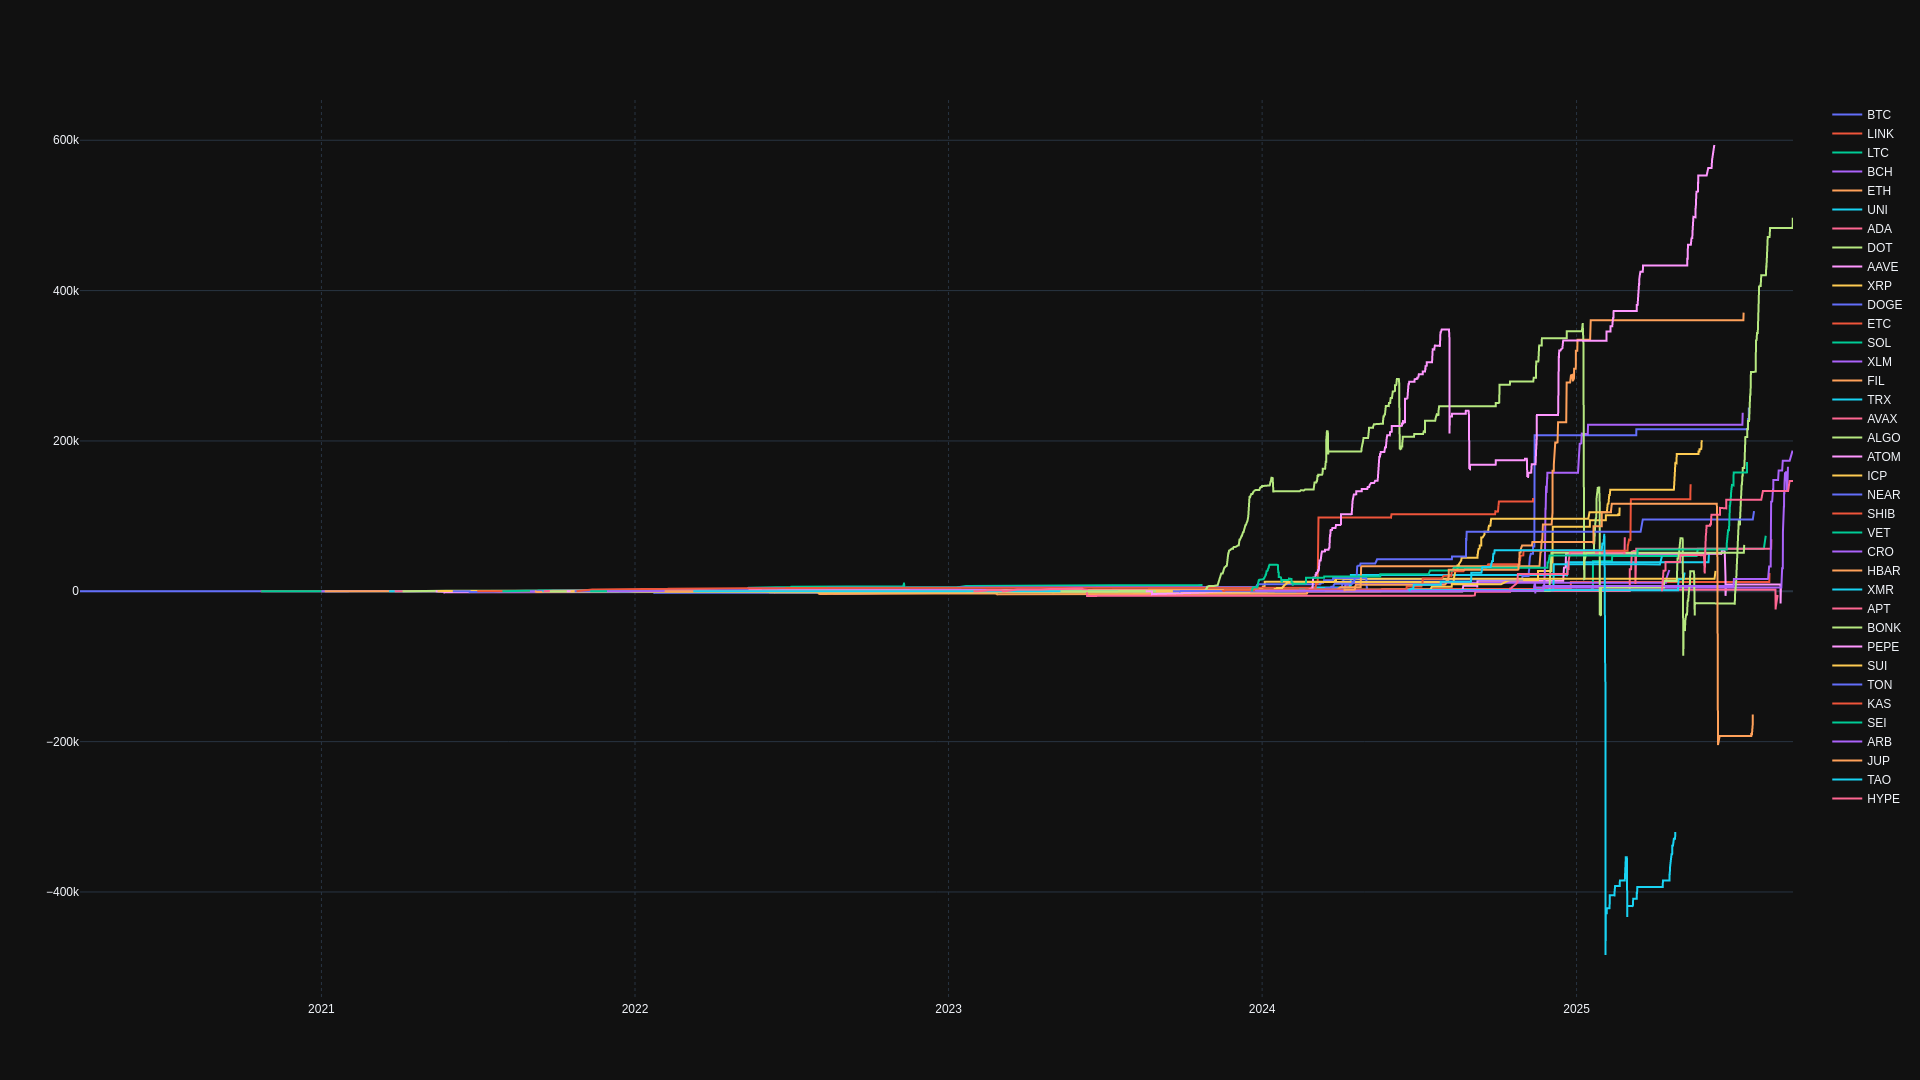 600k
400k
200k
0
−200k
−400k
2021
2022
2023
2024
2025
BTC
LINK
LTC
BCH
ETH
UNI
ADA
DOT
AAVE
XRP
DOGE
ETC
SOL
XLM
FIL
TRX
AVAX
ALGO
ATOM
ICP
NEAR
SHIB
VET
CRO
HBAR
XMR
APT
BONK
PEPE
SUI
TON
KAS
SEI
ARB
JUP
TAO
HYPE